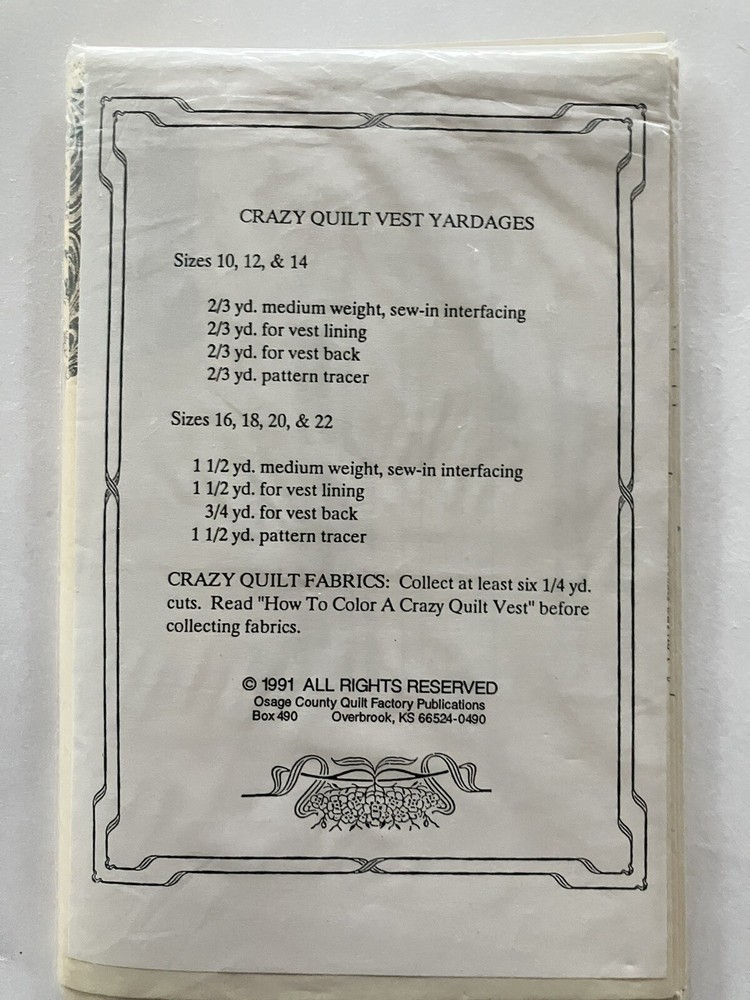 CRAZY QUILT VEST YARDAGES
Sizes 10, 12, & 14
2/3 yd. medium weight, sew-in interfacing
2/3 yd. for vest lining
2/3 yd. for vest back
2/3 yd. pattern tracer
Sizes 16, 18, 20, & 22
1 1/2 yd. medium weight, sew-in interfacing
1 1/2 yd. for vest lining
3/4 yd. for vest back
1 1/2 yd. pattern tracer
CRAZY QUILT FABRICS: Collect at least six 1/4 yd.
cuts. Read "How To Color A Crazy Quilt Vest" before
collecting fabrics.
© 1991 ALL RIGHTS RESERVED
Osage County Quilt Factory Publications
Box 490 Overbrook, KS 66524-0490